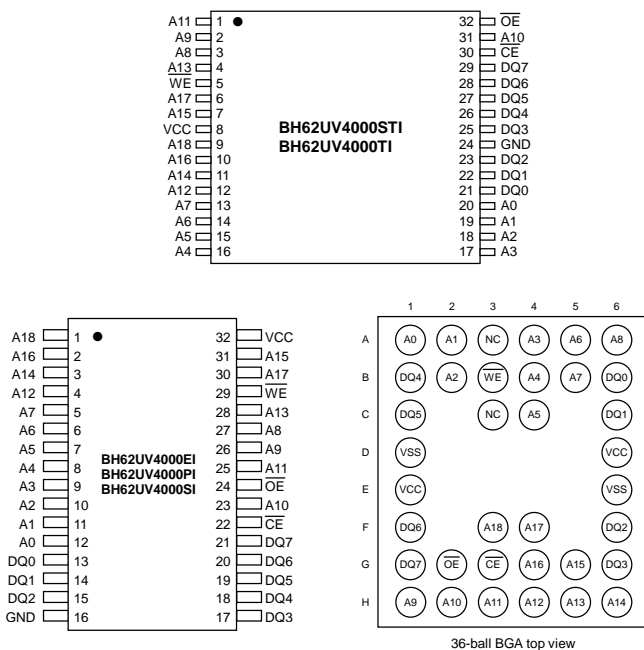 A11 1 32 O̅E̅
A9 2 31 A10
A8 3 30 C̅E̅
A13 4 29 DQ7
W̅E̅ 5 28 DQ6
A17 6 27 DQ5
A15 7 26 DQ4
VCC 8 BH62UV4000STI 25 DQ3
A18 9 BH62UV4000TI 24 GND
A16 10 23 DQ2
A14 11 22 DQ1
A12 12 21 DQ0
A7 13 20 A0
A6 14 19 A1
A5 15 18 A2
A4 16 17 A3
A18 1 32 VCC
A16 2 31 A15
A14 3 30 A17
A12 4 29 W̅E̅
A7 5 28 A13
A6 6 27 A8
A5 7 BH62UV4000EI 26 A9
A4 8 BH62UV4000PI 25 A11
A3 9 BH62UV4000SI 24 O̅E̅
A2 10 23 A10
A1 11 22 C̅E̅
A0 12 21 DQ7
DQ0 13 20 DQ6
DQ1 14 19 DQ5
DQ2 15 18 DQ4
GND 16 17 DQ3
1 2 3 4 5 6
A A0 A1 NC A3 A6 A8
B DQ4 A2 W̅E̅ A4 A7 DQ0
C DQ5 NC A5 DQ1
D VSS VCC
E VCC VSS
F DQ6 A18 A17 DQ2
G DQ7 O̅E̅ C̅E̅ A16 A15 DQ3
H A9 A10 A11 A12 A13 A14
36-ball BGA top view